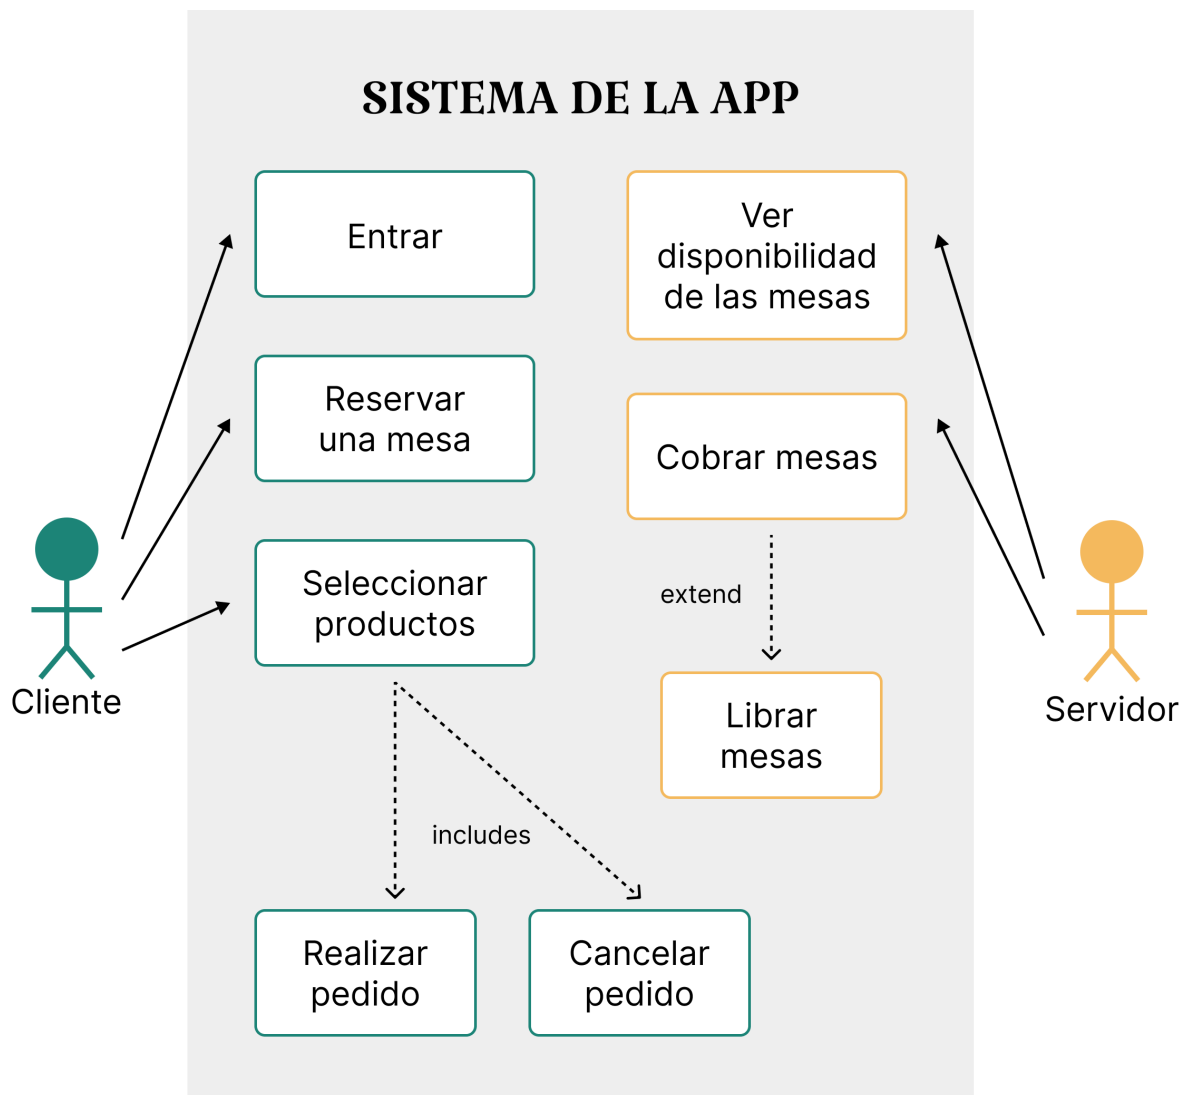 SISTEMA DE LA APP
Entrar
Reservar
una mesa
Seleccionar
productos
Cliente
includes
Realizar
pedido
Cancelar
pedido
Ver
disponibilidad
de las mesas
Cobrar mesas
extend
Librar
mesas
Servidor